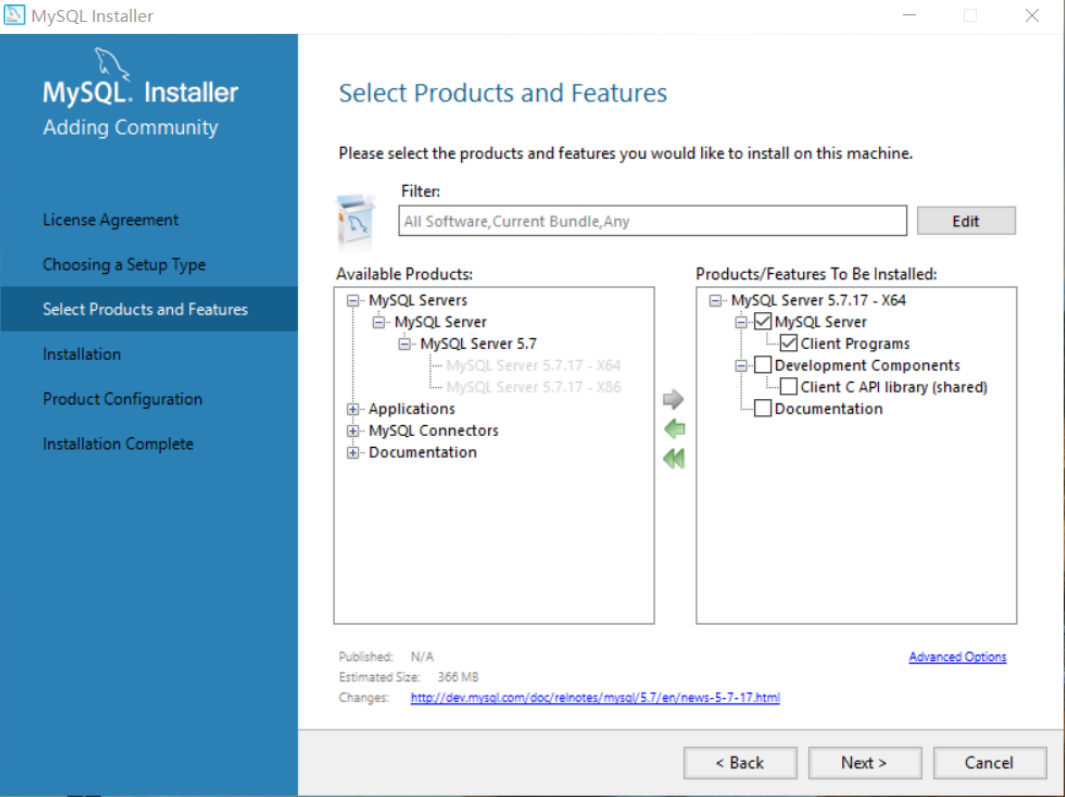 MySQL Installer
MySQL. Installer
Adding Community
License Agreement
Choosing a Setup Type
Select Products and Features
Installation
Product Configuration
Installation Complete
Select Products and Features
Please select the products and features you would like to install on this machine.
Filter:
All Software,Current Bundle,Any
Edit
Available Products:
MySQL Servers
MySQL Server
MySQL Server 5.7
MySQL Server 5.7.17 - X64
MySQL Server 5.7.17 - X86
Applications
MySQL Connectors
Documentation
Products/Features To Be Installed:
MySQL Server 5.7.17 - X64
MySQL Server
Client Programs
Development Components
Client C API library (shared)
Documentation
Published: N/A
Estimated Size: 366 MB
Changes: http://dev.mysql.com/doc/relnotes/mysql/5.7/en/news-5-7-17.html
Advanced Options
< Back
Next >
Cancel